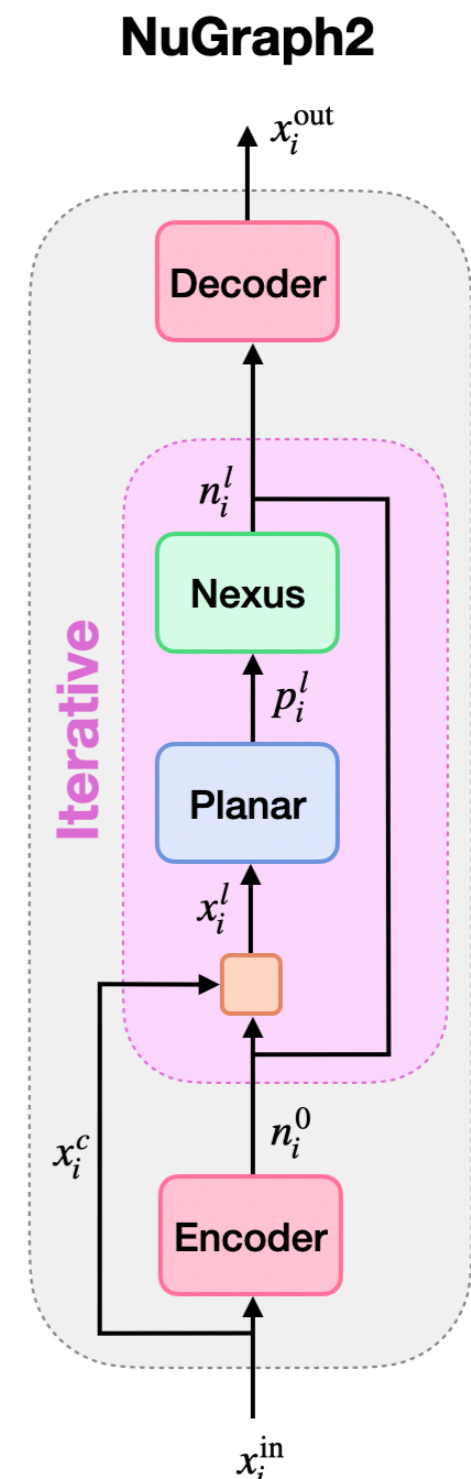 NuGraph2
x_i^out
Decoder
n_i^l
Nexus
Iterative
p_i^l
Planar
x_i^l
n_i^0
x_i^c
Encoder
x_i^in